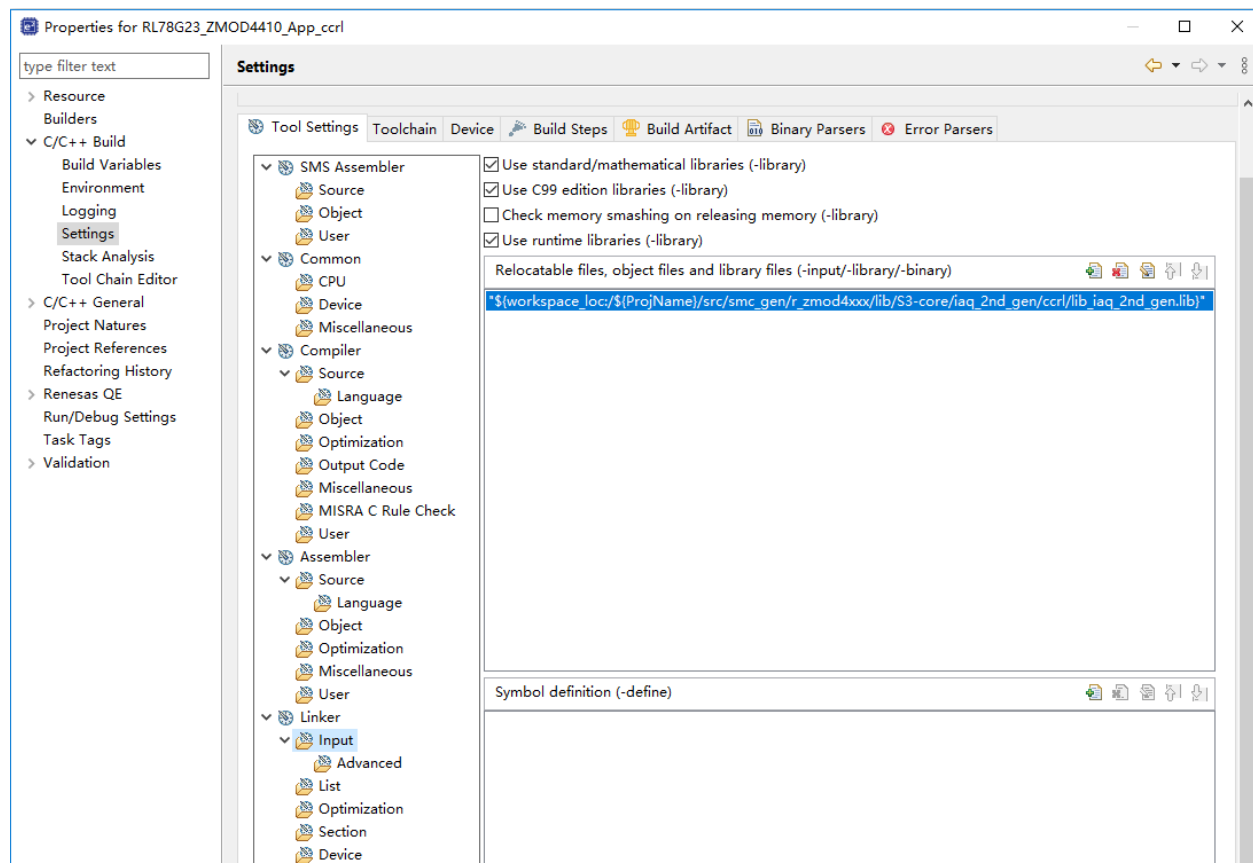 Properties for RL78G23_ZMOD4410_App_ccrl
type filter text
Resource
Builders
C/C++ Build
Build Variables
Environment
Logging
Settings
Stack Analysis
Tool Chain Editor
C/C++ General
Project Natures
Project References
Refactoring History
Renesas QE
Run/Debug Settings
Task Tags
Validation
Settings
Tool Settings Toolchain Device Build Steps Build Artifact Binary Parsers Error Parsers
SMS Assembler
Source
Object
User
Common
CPU
Device
Miscellaneous
Compiler
Source
Language
Object
Optimization
Output Code
Miscellaneous
MISRA C Rule Check
User
Assembler
Source
Language
Object
Optimization
Miscellaneous
User
Linker
Input
Advanced
List
Optimization
Section
Device
Use standard/mathematical libraries (-library)
Use C99 edition libraries (-library)
Check memory smashing on releasing memory (-library)
Use runtime libraries (-library)
Relocatable files, object files and library files (-input/-library/-binary)
"${workspace_loc:/${ProjName}/src/smc_gen/r_zmod4xxx/lib/S3-core/iaq_2nd_gen/ccrl/lib_iaq_2nd_gen.lib}"
Symbol definition (-define)